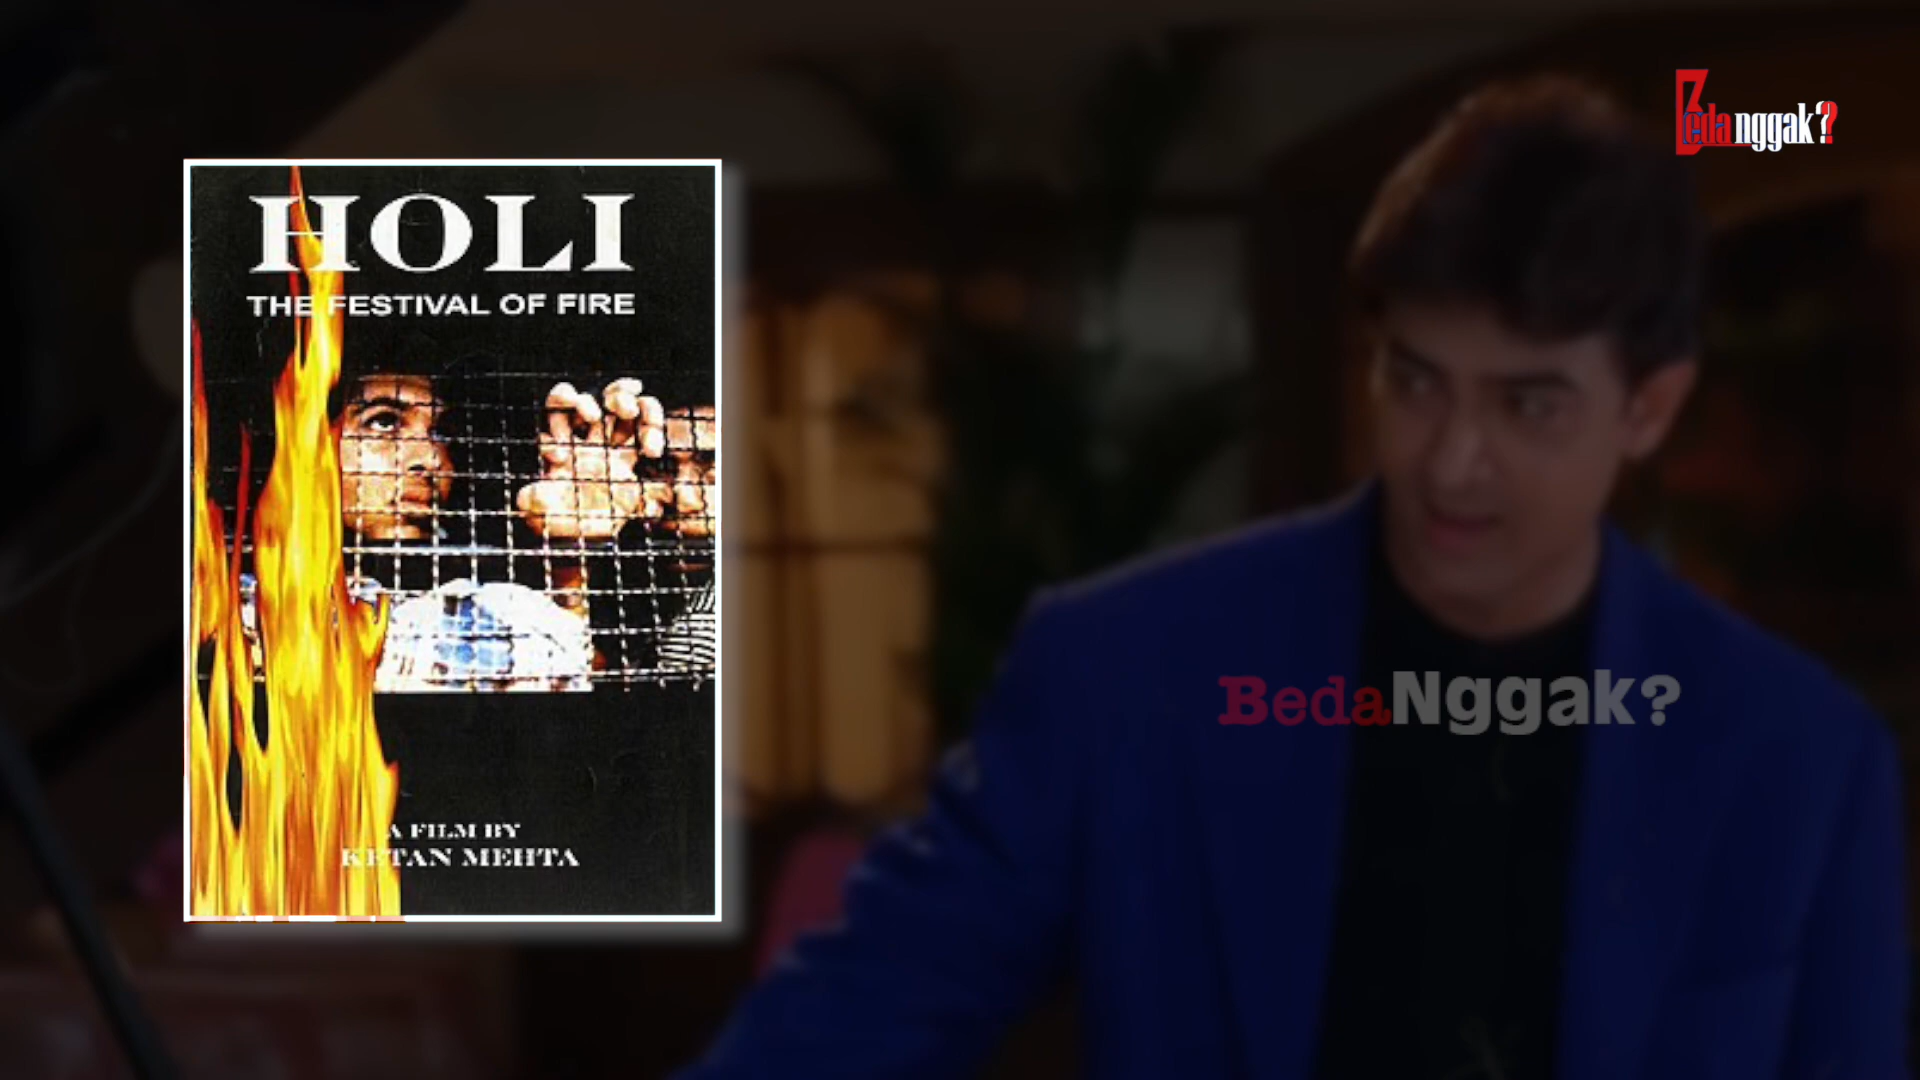 HOLI
THE FESTIVAL OF FIRE
A FILM BY
KETAN MEHTA
Bedanggak?
BedaNggak?